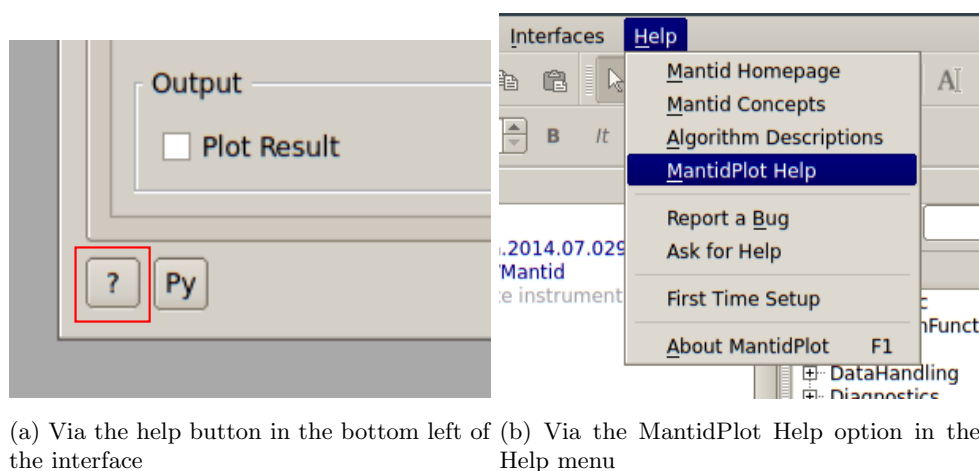 Output
Plot Result
?
Py
Interfaces Help
Mantid Homepage
Mantid Concepts
Algorithm Descriptions
MantidPlot Help
Report a Bug
Ask for Help
First Time Setup
About MantidPlot F1
A
B It
.2014.07.029
/Mantid
instrument
DataHandling
Diagnostics
(a) Via the help button in the bottom left of
the interface
(b) Via the MantidPlot Help option in the
Help menu